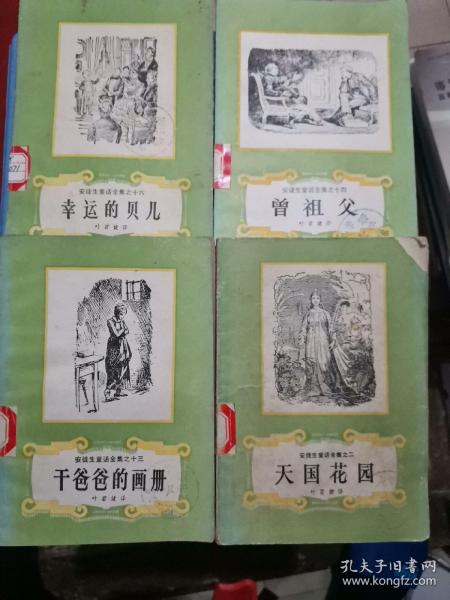 安徒生童话全集之十六
幸运的贝儿
叶君健译
安徒生童话全集之十四
曾祖父
叶君健译
安徒生童话全集之十三
干爸爸的画册
叶君健译
安徒生童话全集之二
天国花园
叶君健译
孔夫子旧书网
www.kongfz.com